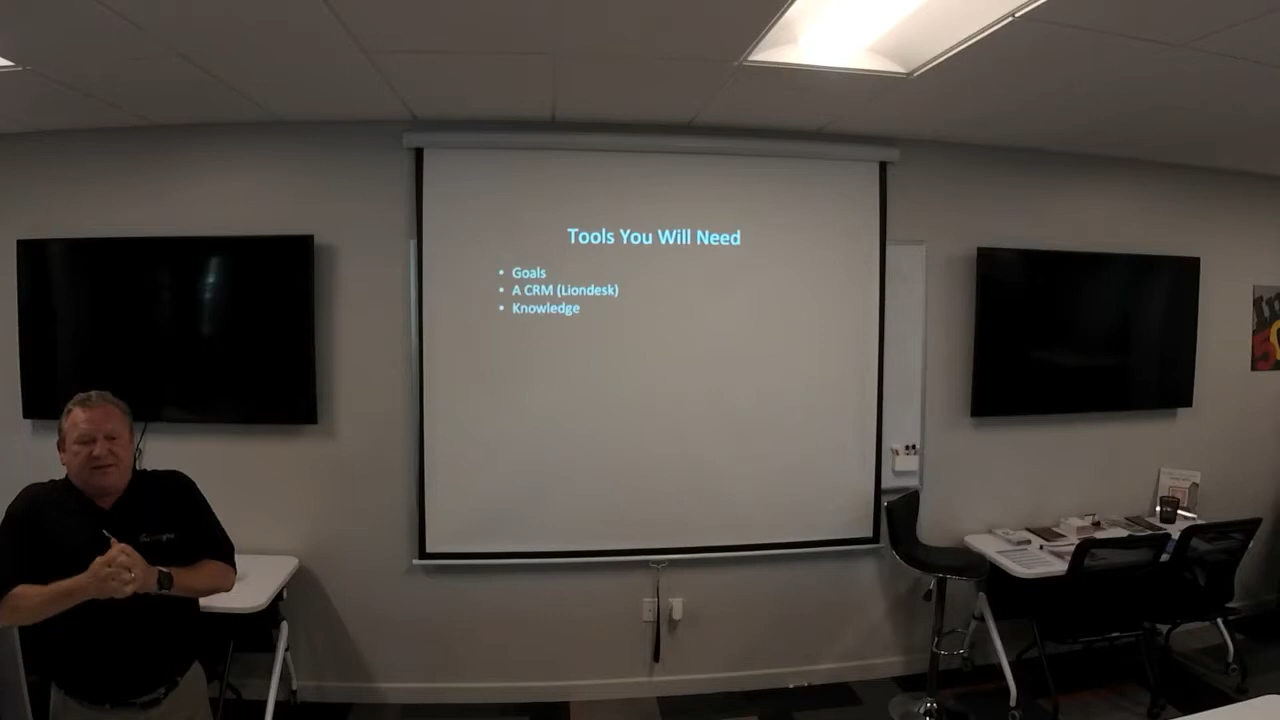 Tools You Will Need
• Goals
• A CRM (Liondesk)
• Knowledge